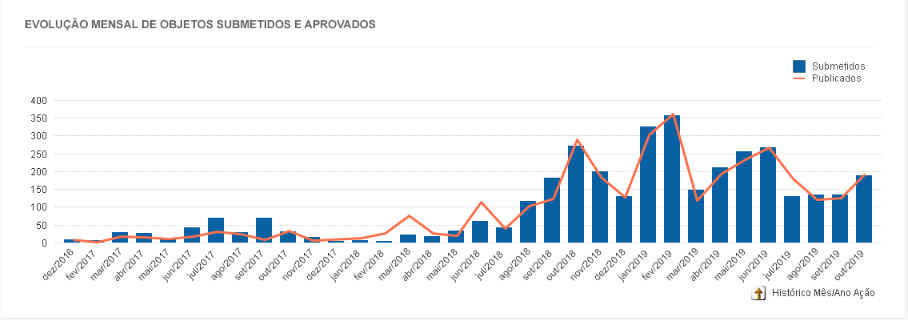 EVOLUÇÃO MENSAL DE OBJETOS SUBMETIDOS E APROVADOS
Submetidos
Publicados
400
350
300
250
200
150
100
50
0
dez/2016
fev/2017
mar/2017
abr/2017
mai/2017
jun/2017
jul/2017
ago/2017
set/2017
out/2017
nov/2017
dez/2017
jan/2018
fev/2018
mar/2018
abr/2018
mai/2018
jun/2018
jul/2018
ago/2018
set/2018
out/2018
nov/2018
dez/2018
jan/2019
fev/2019
mar/2019
abr/2019
mai/2019
jun/2019
jul/2019
ago/2019
set/2019
out/2019
Histórico Mês/Ano Ação